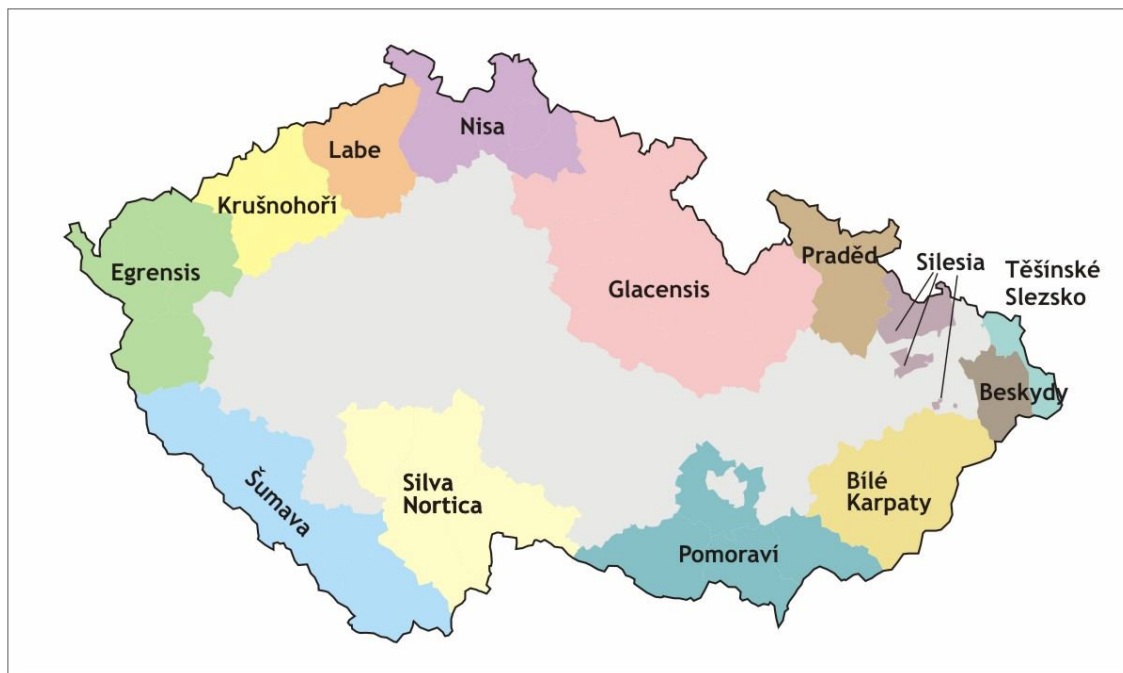 Nisa
Labe
Krušnohoří
Egrensis
Glacensis
Praděd
Silesia
Těšínské
Slezsko
Beskydy
Šumava
Silva
Nortica
Bílé
Karpaty
Pomoraví